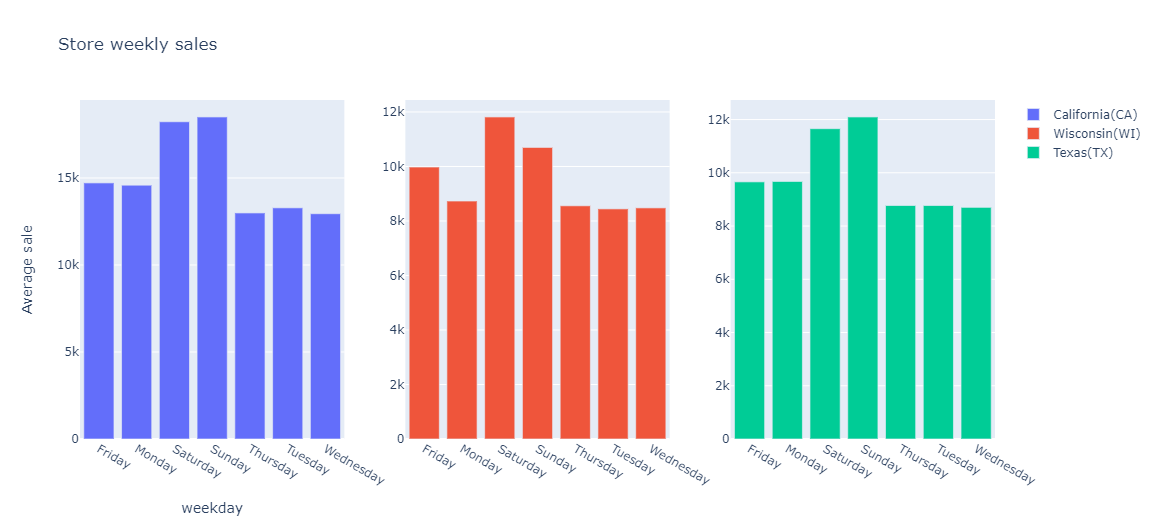 Store weekly sales
Average sale
15k
10k
5k
0
Friday
Monday
Saturday
Sunday
Thursday
Tuesday
Wednesday
weekday
12k
10k
8k
6k
4k
2k
0
Friday
Monday
Saturday
Sunday
Thursday
Tuesday
Wednesday
12k
10k
8k
6k
4k
2k
0
Friday
Monday
Saturday
Sunday
Thursday
Tuesday
Wednesday
California(CA)
Wisconsin(WI)
Texas(TX)